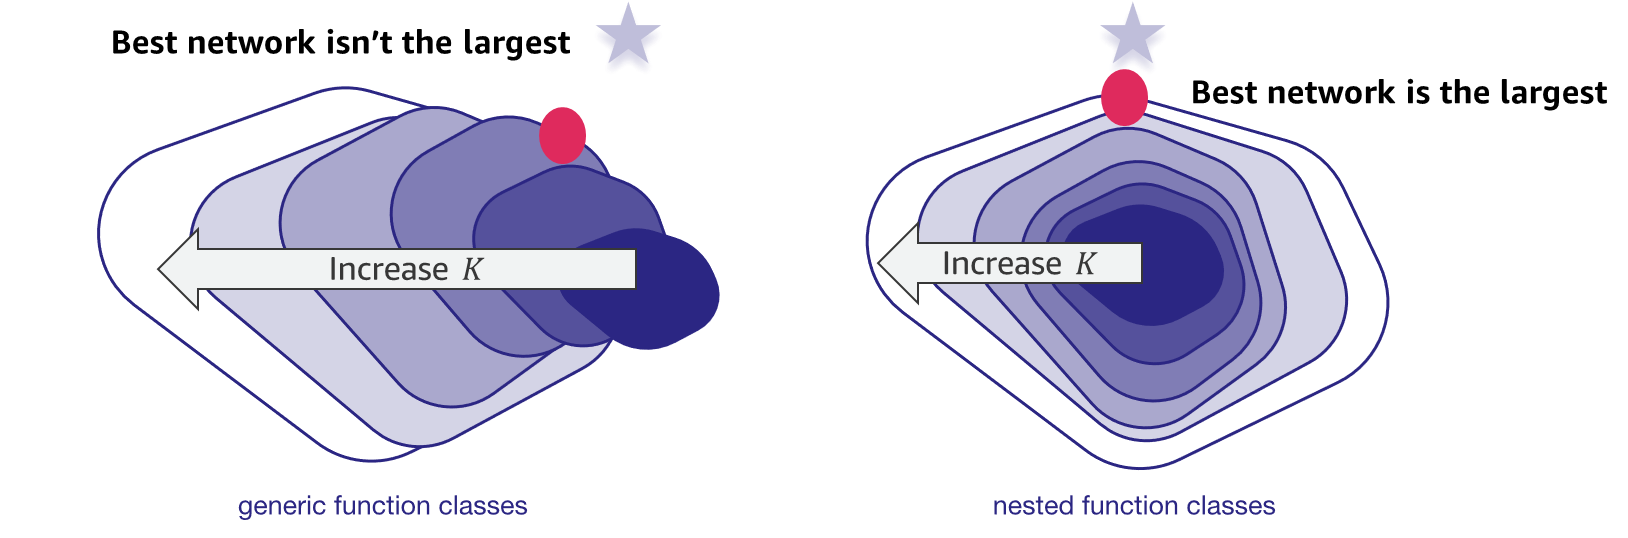 Best network isn’t the largest
Best network is the largest
Increase K
Increase K
generic function classes
nested function classes